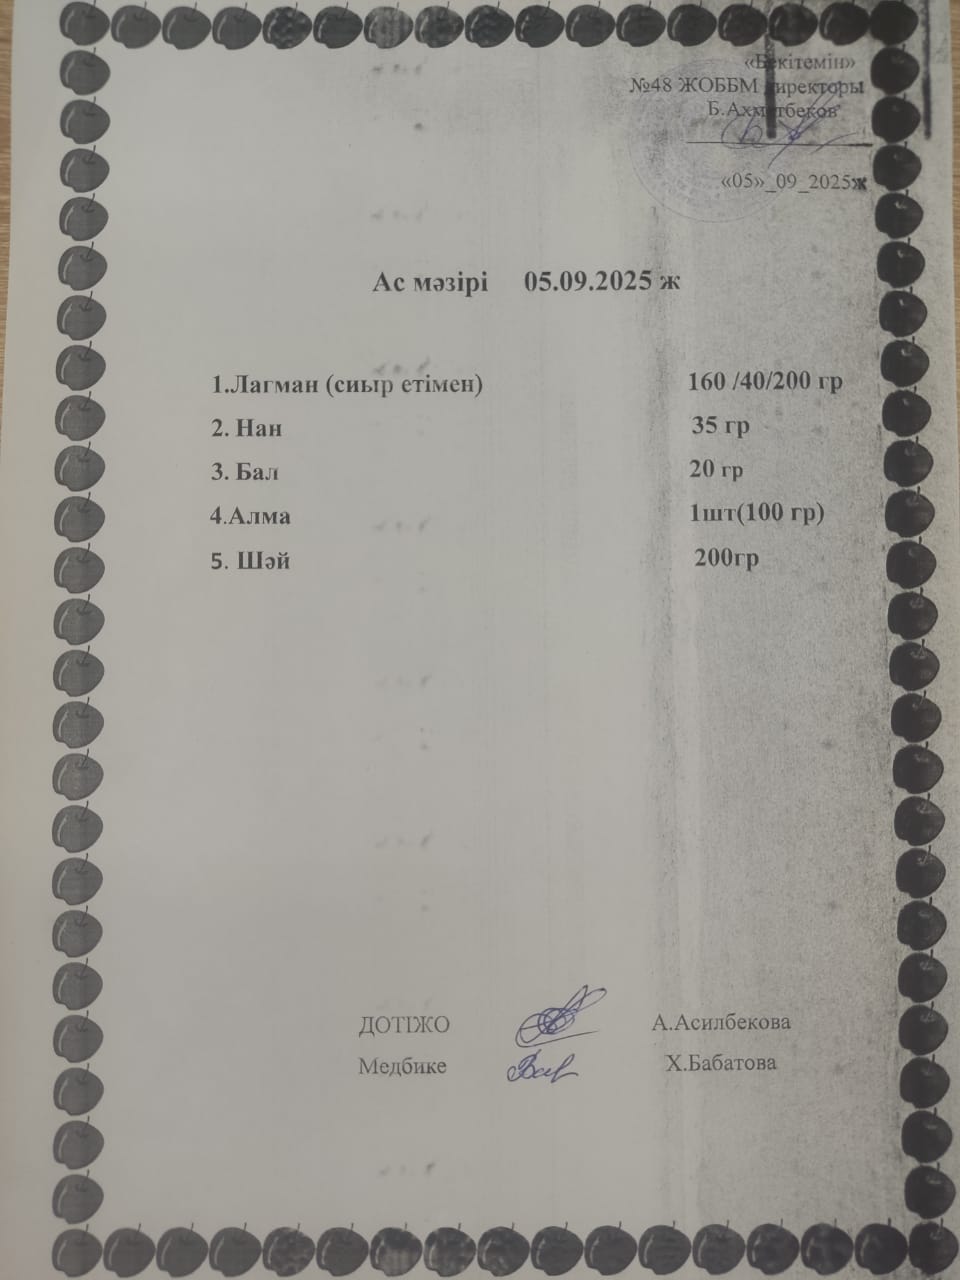 «Бекітемін»
№48 ЖОББМ директоры
Б.Ахметбеков
«05»_09_2025ж
Ас мәзірі 05.09.2025 ж
1.Лагман (сиыр етімен) 160 /40/200 гр
2. Нан 35 гр
3. Бал 20 гр
4.Алма 1шт(100 гр)
5. Шәй 200гр
ДОТІЖО А.Асилбекова
Медбике Х.Бабатова